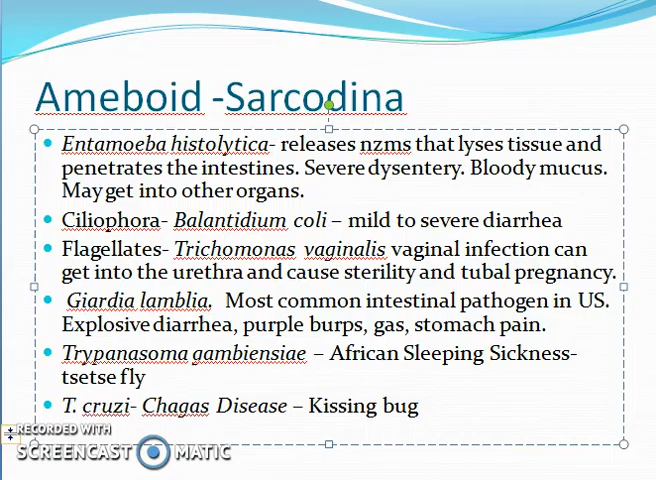 Ameboid -Sarcodina
Entamoeba histolytica- releases nzms that lyses tissue and
penetrates the intestines. Severe dysentery. Bloody mucus.
May get into other organs.
Ciliophora- Balantidium coli – mild to severe diarrhea
Flagellates- Trichomonas vaginalis vaginal infection can
get into the urethra and cause sterility and tubal pregnancy.
Giardia lamblia. Most common intestinal pathogen in US.
Explosive diarrhea, purple burps, gas, stomach pain.
Trypanasoma gambiensiae – African Sleeping Sickness-
tsetse fly
T. cruzi- Chagas Disease – Kissing bug
RECORDED WITH
SCREENCAST MATIC